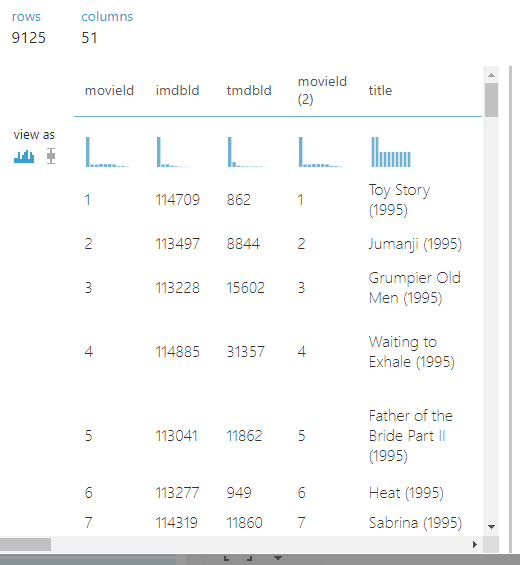 rows columns
9125 51
movieId imdbId tmdbId movieId
(2) title
view as
1 114709 862 1 Toy Story
(1995)
2 113497 8844 2 Jumanji (1995)
3 113228 15602 3 Grumpier Old
Men (1995)
4 114885 31357 4 Waiting to
Exhale (1995)
5 113041 11862 5 Father of the
Bride Part II
(1995)
6 113277 949 6 Heat (1995)
7 114319 11860 7 Sabrina (1995)